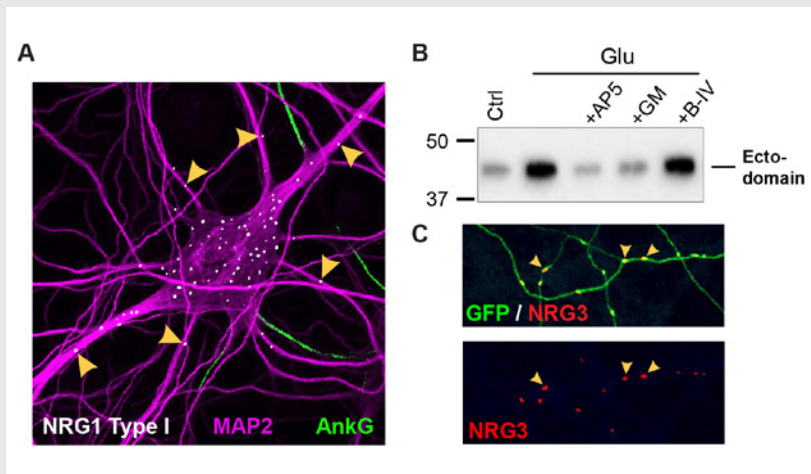 A
NRG1 Type I MAP2 AnkG
B
Glu
Ctrl +AP5 +GM +B-IV
50
37
Ecto-
domain
C
GFP / NRG3
NRG3